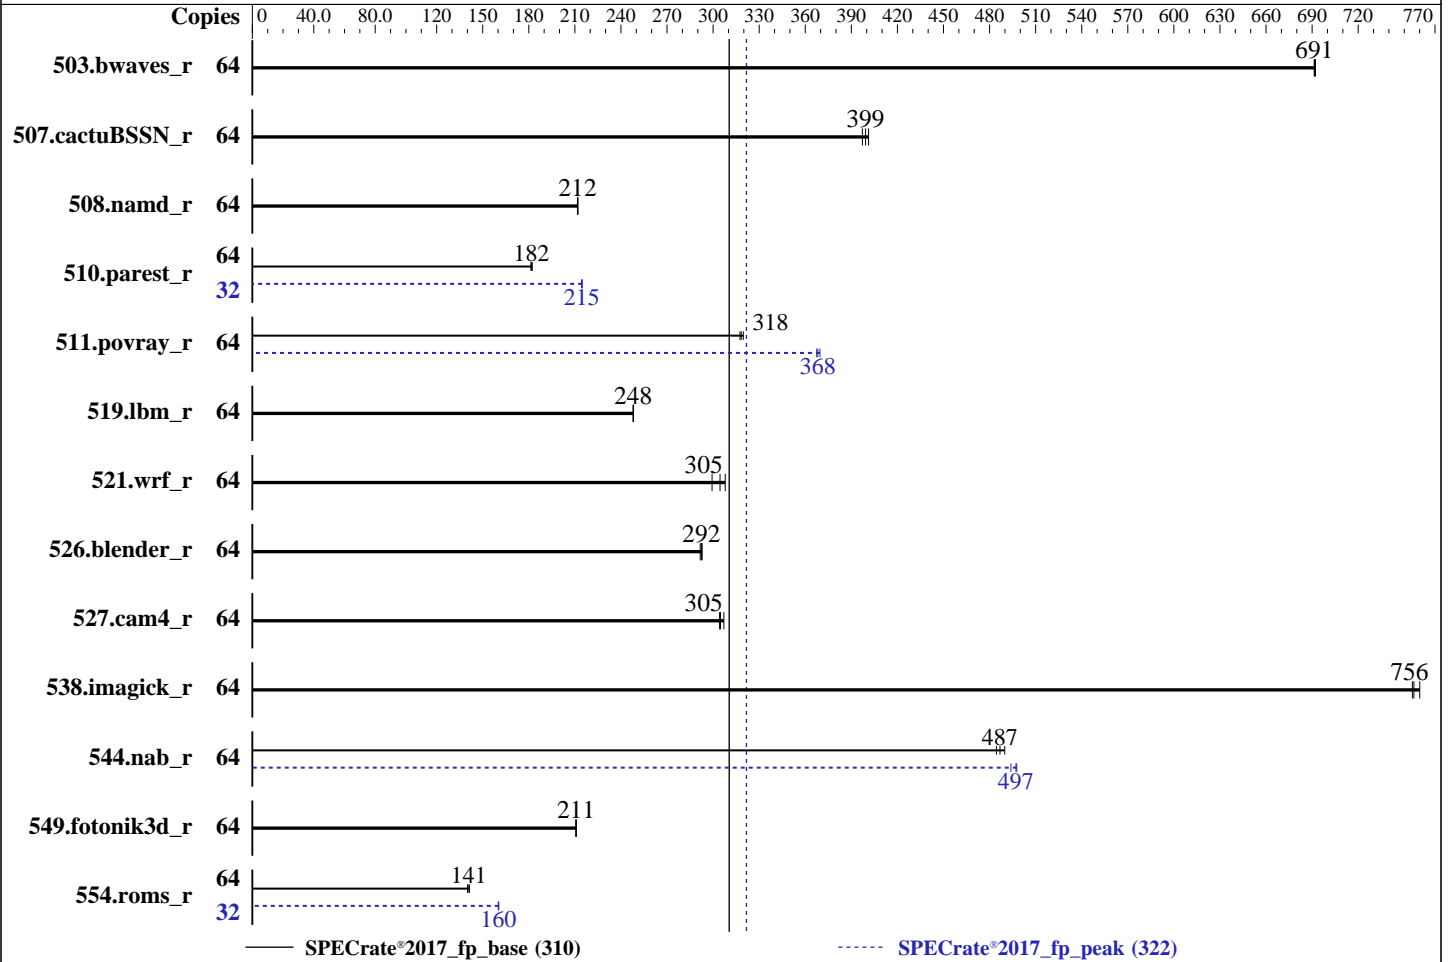 Copies 0 40.0 80.0 120 150 180 210 240 270 300 330 360 390 420 450 480 510 540 570 600 630 660 690 720 770
503.bwaves_r 64 691
507.cactuBSSN_r 64 399
508.namd_r 64 212
510.parest_r 64 182
32 215
511.povray_r 64 318
368
519.lbm_r 64 248
521.wrf_r 64 305
526.blender_r 64 292
527.cam4_r 64 305
538.imagick_r 64 756
544.nab_r 64 487
497
549.fotonik3d_r 64 211
554.roms_r 64 141
32 160
SPECrate®2017_fp_base (310) SPECrate®2017_fp_peak (322)